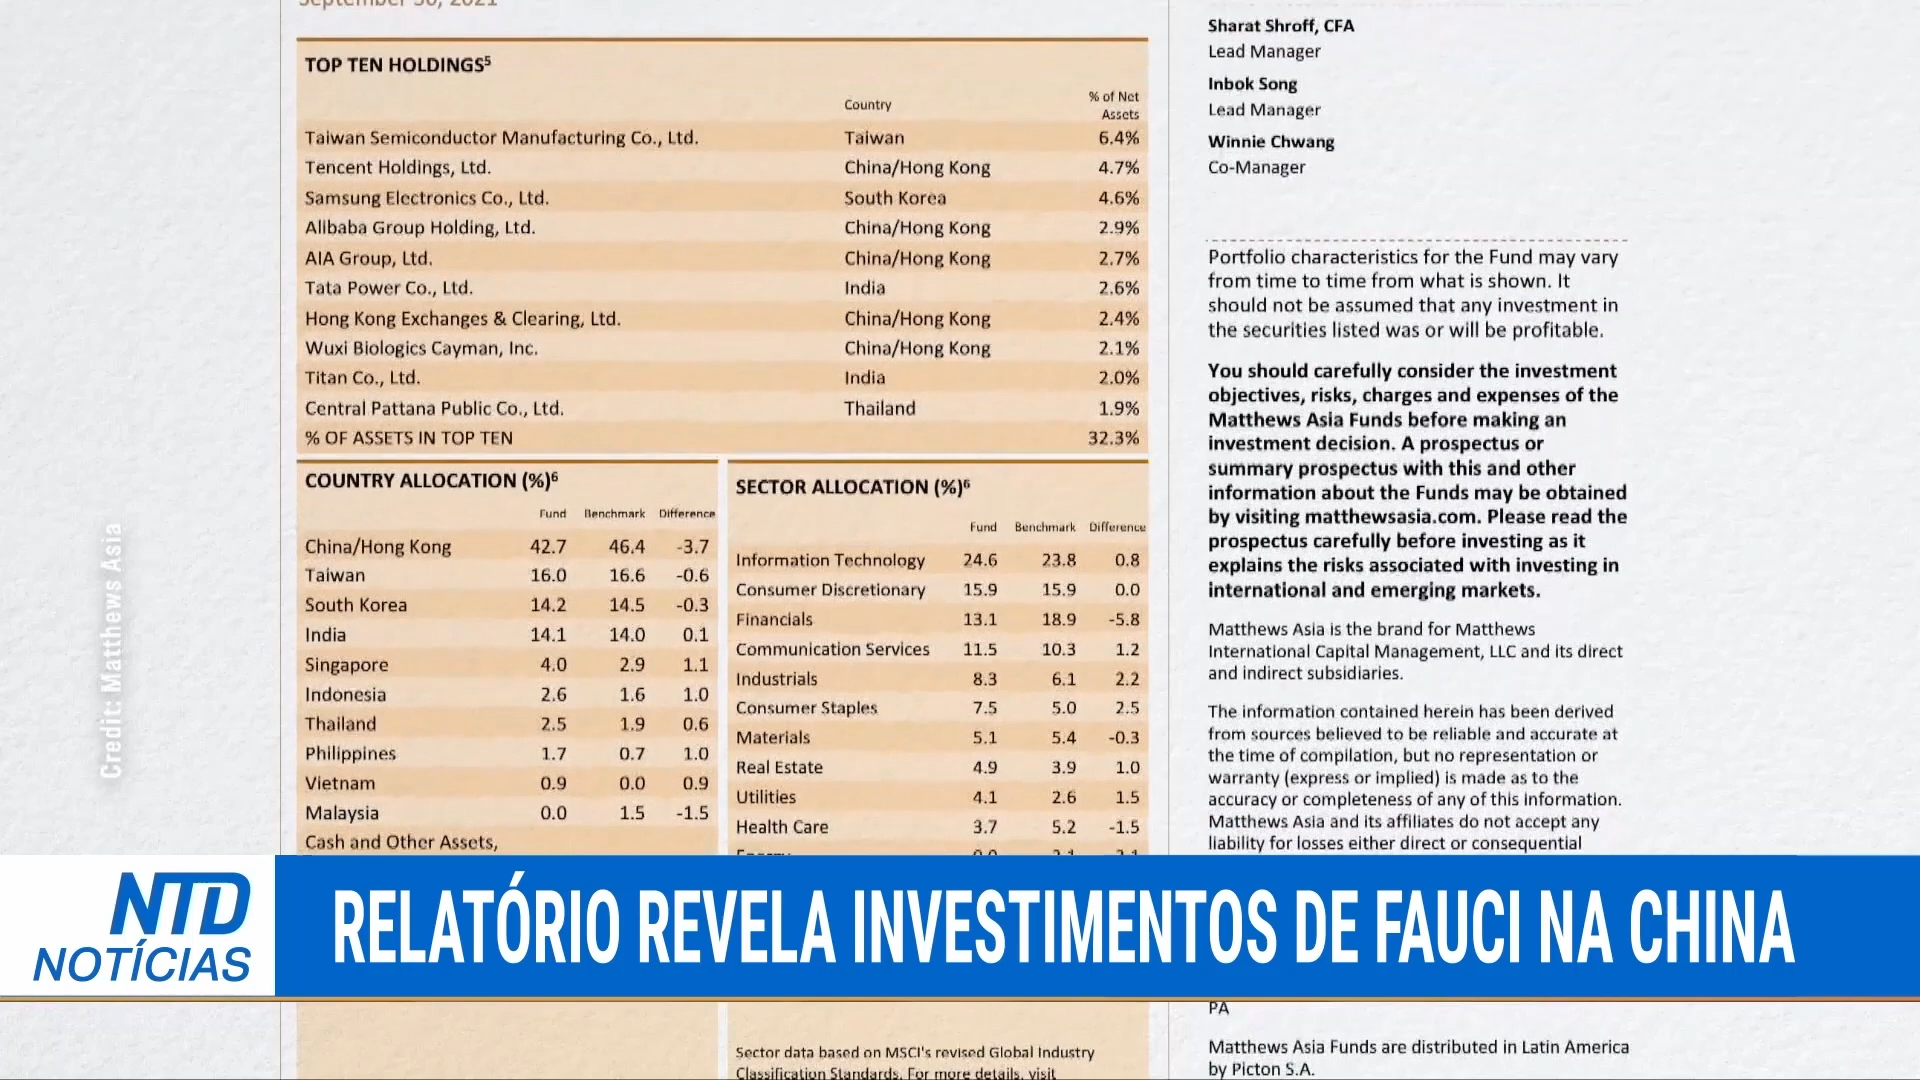 September 30, 2021
TOP TEN HOLDINGS5
Country % of Net Assets
Taiwan Semiconductor Manufacturing Co., Ltd. Taiwan 6.4%
Tencent Holdings, Ltd. China/Hong Kong 4.7%
Samsung Electronics Co., Ltd. South Korea 4.6%
Alibaba Group Holding, Ltd. China/Hong Kong 2.9%
AIA Group, Ltd. China/Hong Kong 2.7%
Tata Power Co., Ltd. India 2.6%
Hong Kong Exchanges & Clearing, Ltd. China/Hong Kong 2.4%
Wuxi Biologics Cayman, Inc. China/Hong Kong 2.1%
Titan Co., Ltd. India 2.0%
Central Pattana Public Co., Ltd. Thailand 1.9%
% OF ASSETS IN TOP TEN 32.3%
COUNTRY ALLOCATION (%)6
Fund Benchmark Difference
China/Hong Kong 42.7 46.4 -3.7
Taiwan 16.0 16.6 -0.6
South Korea 14.2 14.5 -0.3
India 14.1 14.0 0.1
Singapore 4.0 2.9 1.1
Indonesia 2.6 1.6 1.0
Thailand 2.5 1.9 0.6
Philippines 1.7 0.7 1.0
Vietnam 0.9 0.0 0.9
Malaysia 0.0 1.5 -1.5
Cash and Other Assets,
SECTOR ALLOCATION (%)6
Fund Benchmark Difference
Information Technology 24.6 23.8 0.8
Consumer Discretionary 15.9 15.9 0.0
Financials 13.1 18.9 -5.8
Communication Services 11.5 10.3 1.2
Industrials 8.3 6.1 2.2
Consumer Staples 7.5 5.0 2.5
Materials 5.1 5.4 -0.3
Real Estate 4.9 3.9 1.0
Utilities 4.1 2.6 1.5
Health Care 3.7 5.2 -1.5
Sector data based on MSCI's revised Global Industry
Classification Standards. For more details, visit
Sharat Shroff, CFA
Lead Manager
Inbok Song
Lead Manager
Winnie Chwang
Co-Manager
Portfolio characteristics for the Fund may vary
from time to time from what is shown. It
should not be assumed that any investment in
the securities listed was or will be profitable.
You should carefully consider the investment
objectives, risks, charges and expenses of the
Matthews Asia Funds before making an
investment decision. A prospectus or
summary prospectus with this and other
information about the Funds may be obtained
by visiting matthewsasia.com. Please read the
prospectus carefully before investing as it
explains the risks associated with investing in
international and emerging markets.
Matthews Asia is the brand for Matthews
International Capital Management, LLC and its direct
and indirect subsidiaries.
The information contained herein has been derived
from sources believed to be reliable and accurate at
the time of compilation, but no representation or
warranty (express or implied) is made as to the
accuracy or completeness of any of this information.
Matthews Asia and its affiliates do not accept any
liability for losses either direct or consequential
PA
Matthews Asia Funds are distributed in Latin America
by Picton S.A.
Credit: Matthews Asia
NTD
NOTÍCIAS
RELATÓRIO REVELA INVESTIMENTOS DE FAUCI NA CHINA